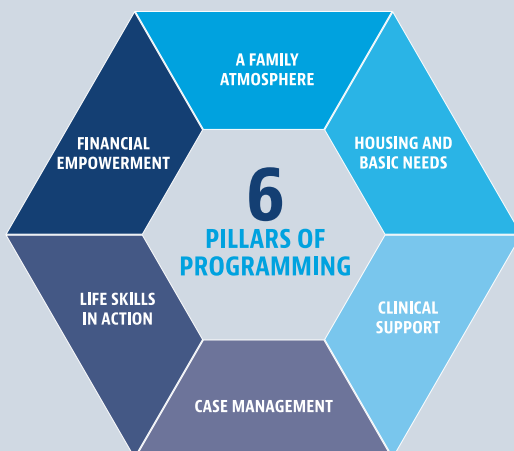 6
PILLARS OF
PROGRAMMING
A FAMILY
ATMOSPHERE
HOUSING AND
BASIC NEEDS
CLINICAL
SUPPORT
CASE MANAGEMENT
LIFE SKILLS
IN ACTION
FINANCIAL
EMPOWERMENT